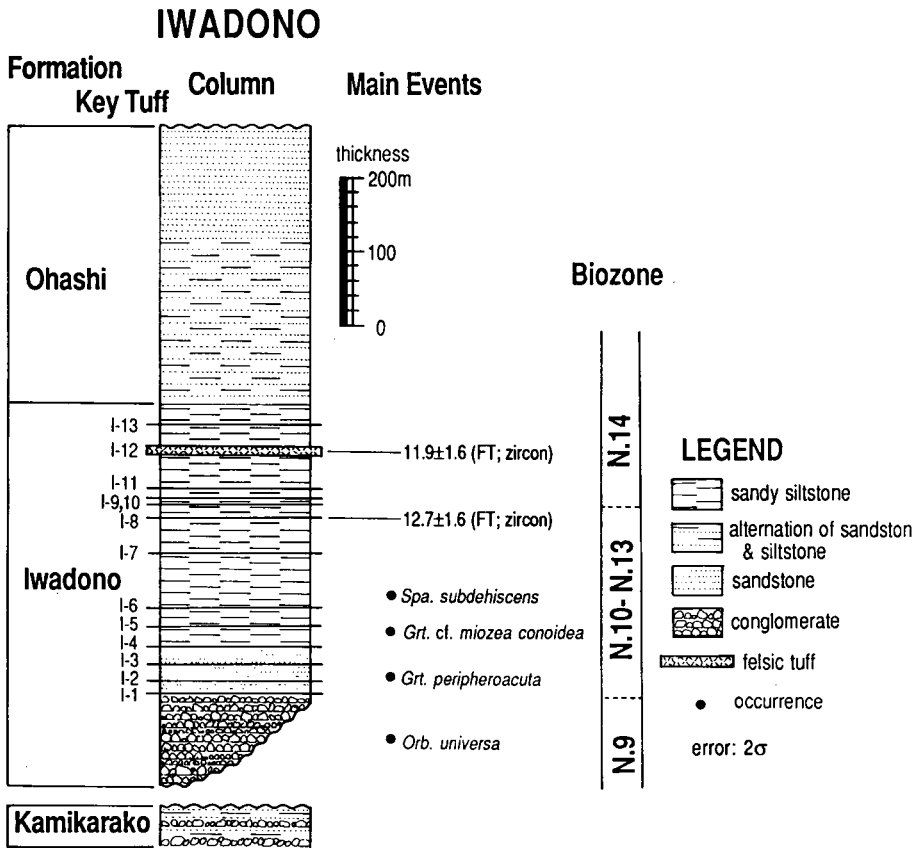 IWADONO
Formation
Key Tuff
Column
Main Events
thickness
200m
100
0
Ohashi
Biozone
I-13
I-12
11.9±1.6 (FT; zircon)
I-11
I-9,10
I-8
12.7±1.6 (FT; zircon)
I-7
Iwadono
I-6
Spa. subdehiscens
I-5
Grt. cf. miozea conoidea
I-4
I-3
I-2
Grt. peripheroacuta
I-1
Orb. universa
Kamikarako
N.14
N.10-N.13
N.9
LEGEND
sandy siltstone
alternation of sandston
& siltstone
sandstone
conglomerate
felsic tuff
occurrence
error: 2σ